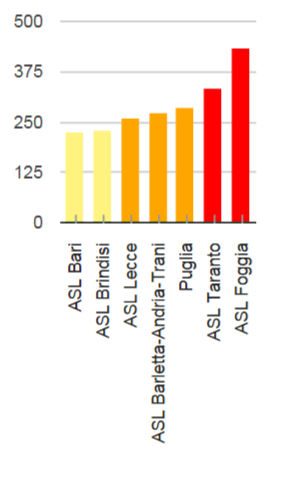 500
375
250
125
0
ASL Bari
ASL Brindisi
ASL Lecce
ASL Barletta-Andria-Trani
Puglia
ASL Taranto
ASL Foggia